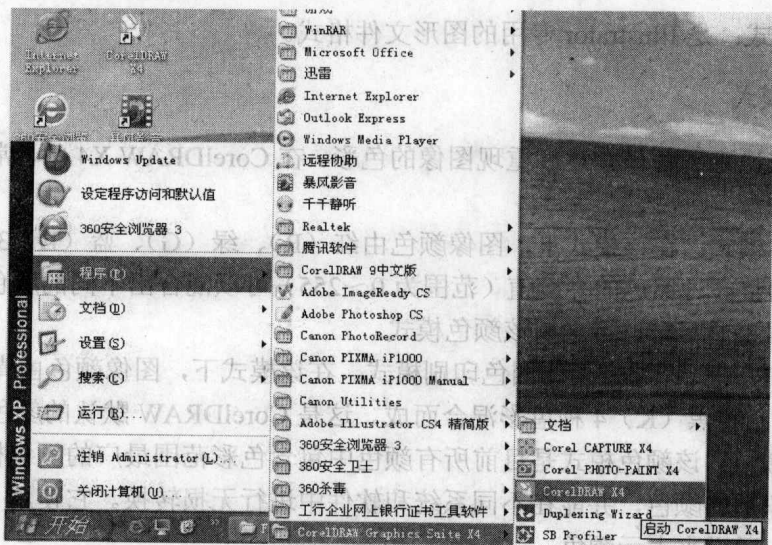 Internet
Explorer
CorelDRAW
X4
Windows Update
设定程序访问和默认值
360安全浏览器 3
程序(P)
文档(D)
设置(S)
搜索(C)
运行(R)...
注销 Administrator(L)...
关闭计算机(U)...
Windows XP Professional
开始
WinRAR
Microsoft Office
迅雷
Internet Explorer
Outlook Express
Windows Media Player
远程协助
暴风影音
千千静听
Realtek
腾讯软件
CorelDRAW 9中文版
Adobe ImageReady CS
Adobe Photoshop CS
Canon PhotoRecord
Canon PIXMA iP1000
Canon PIXMA iP1000 Manual
Canon Utilities
Adobe Illustrator CS4 精简版
360安全浏览器 3
360安全卫士
360杀毒
工行企业网上银行证书工具软件
CorelDRAW Graphics Suite X4
文档
Corel CAPTURE X4
Corel PHOTO-PAINT X4
CorelDRAW X4
Duplexing Wizard
SB Profiler
启动 CorelDRAW X4